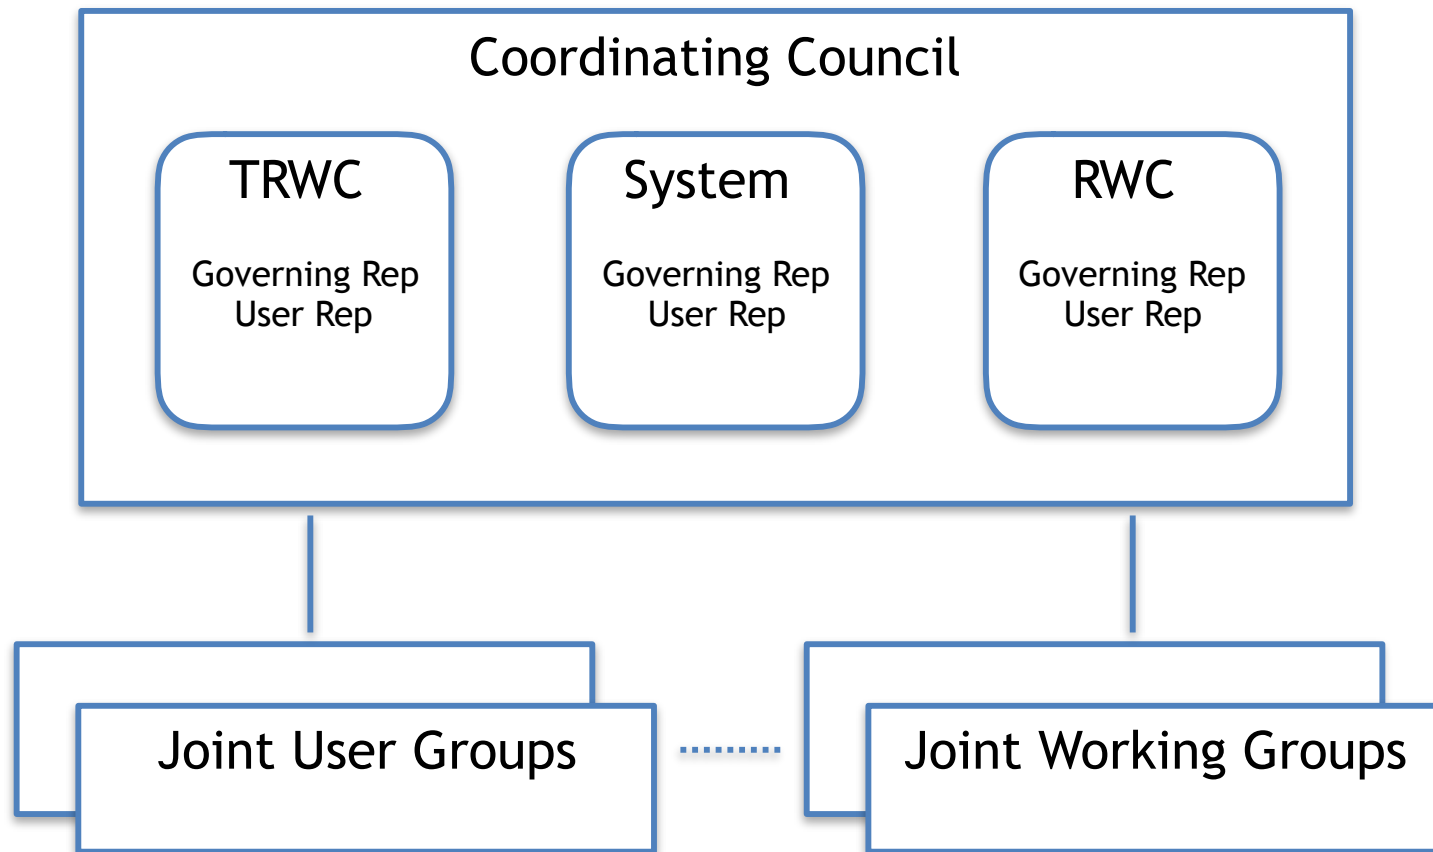 Coordinating Council
TRWC
Governing Rep
User Rep
System
Governing Rep
User Rep
RWC
Governing Rep
User Rep
Joint User Groups
Joint Working Groups